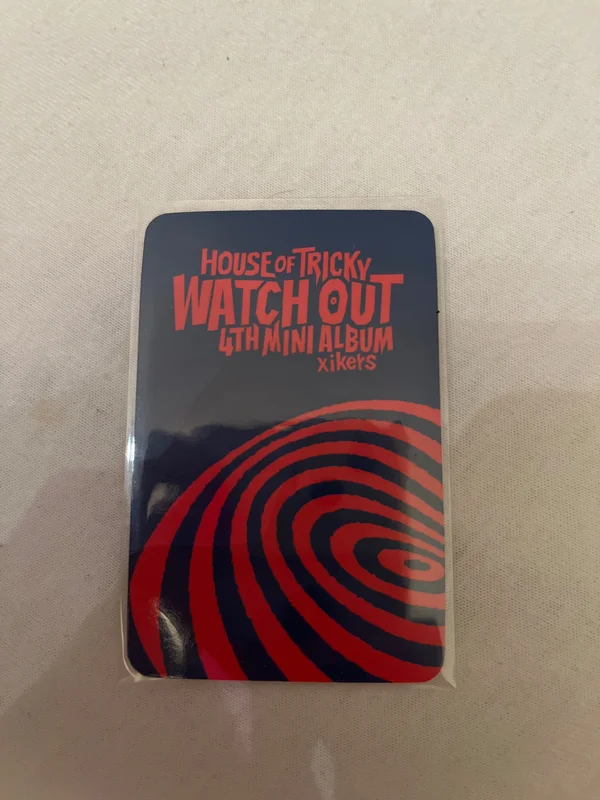 HOUSE OF TRICKY
WATCH OUT
4TH MINI ALBUM
xikers